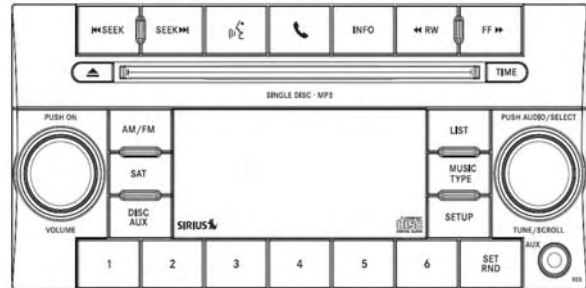 SEEK
SEEK
INFO
RW
FF
TIME
SINGLE DISC · MP3
PUSH ON
VOLUME
AM/FM
SAT
DISC
AUX
SIRIUS
LIST
MUSIC
TYPE
SETUP
PUSH AUDIO/SELECT
TUNE/SCROLL
AUX
1
2
3
4
5
6
SET
RND
RES